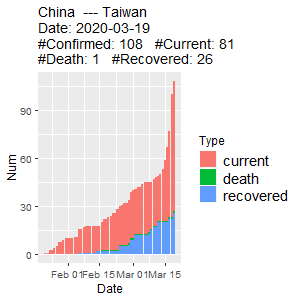 China --- Taiwan
Date: 2020-03-19
#Confirmed: 108 #Current: 81
#Death: 1 #Recovered: 26
90
60
30
0
Num
Feb 01 Feb 15 Mar 01 Mar 15
Date
Type
current
death
recovered